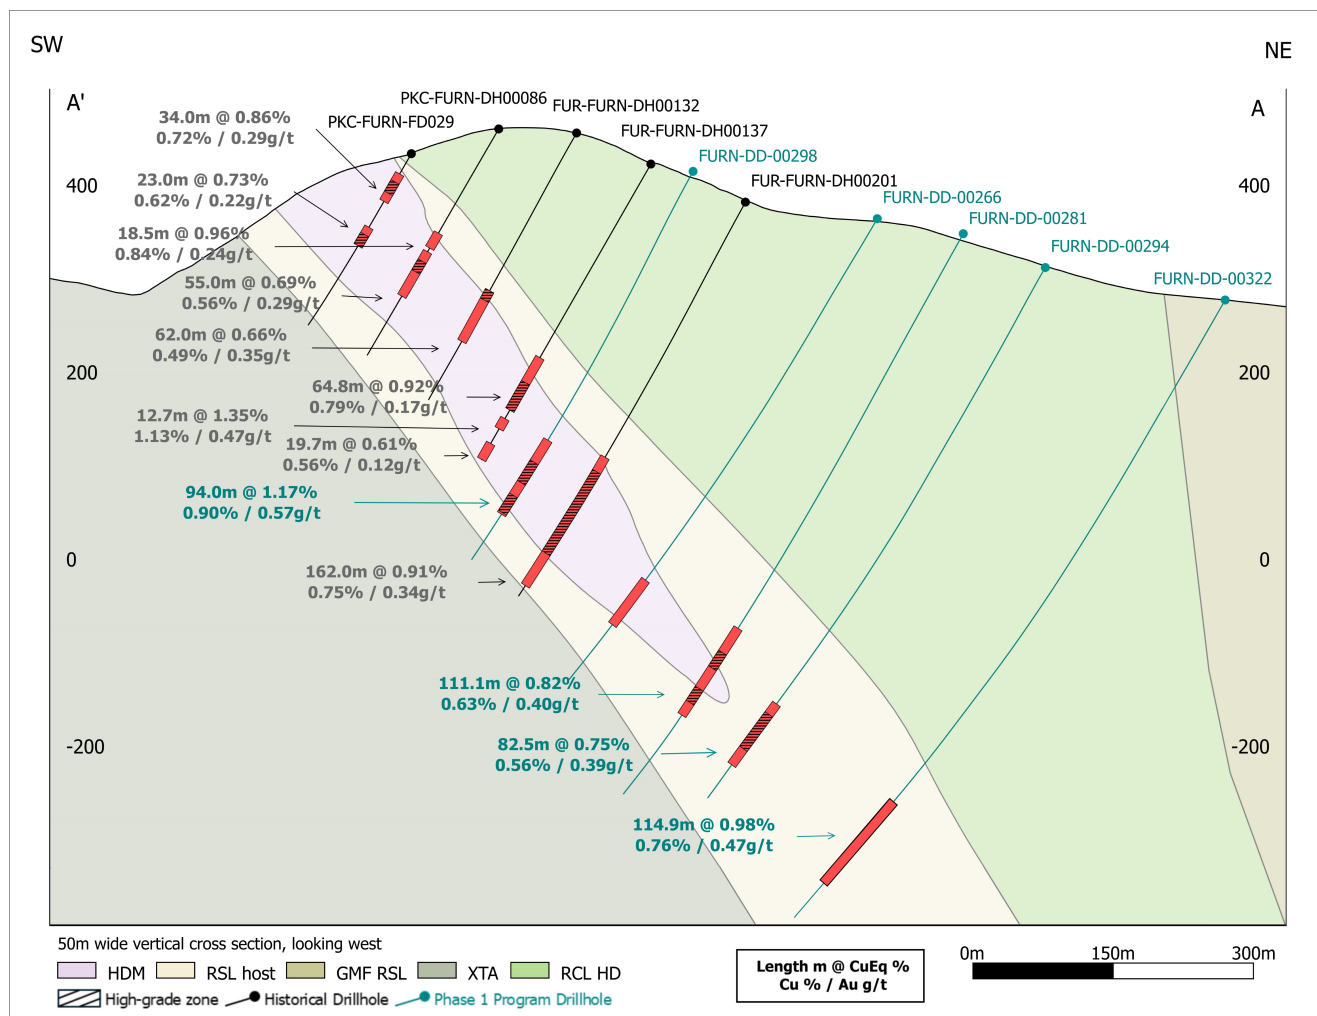 SW
NE
A'
A
PKC-FURN-DH00086
FUR-FURN-DH00132
PKC-FURN-FD029
FUR-FURN-DH00137
FURN-DD-00298
FUR-FURN-DH00201
FURN-DD-00266
FURN-DD-00281
FURN-DD-00294
FURN-DD-00322
34.0m @ 0.86%
0.72% / 0.29g/t
23.0m @ 0.73%
0.62% / 0.22g/t
18.5m @ 0.96%
0.84% / 0.24g/t
55.0m @ 0.69%
0.56% / 0.29g/t
62.0m @ 0.66%
0.49% / 0.35g/t
64.8m @ 0.92%
0.79% / 0.17g/t
12.7m @ 1.35%
1.13% / 0.47g/t
19.7m @ 0.61%
0.56% / 0.12g/t
94.0m @ 1.17%
0.90% / 0.57g/t
162.0m @ 0.91%
0.75% / 0.34g/t
111.1m @ 0.82%
0.63% / 0.40g/t
82.5m @ 0.75%
0.56% / 0.39g/t
114.9m @ 0.98%
0.76% / 0.47g/t
400
200
0
-200
400
200
0
-200
50m wide vertical cross section, looking west
HDM
RSL host
GMF RSL
XTA
RCL HD
High-grade zone
Historical Drillhole
Phase 1 Program Drillhole
Length m @ CuEq %
Cu % / Au g/t
0m
150m
300m